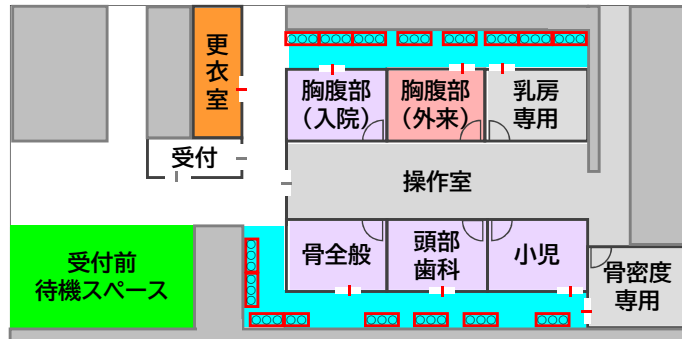 更
衣
室
胸腹部
（入院）
胸腹部
（外来）
乳房
専用
受付
操作室
受付前
待機スペース
骨全般
頭部
歯科
小児
骨密度
専用